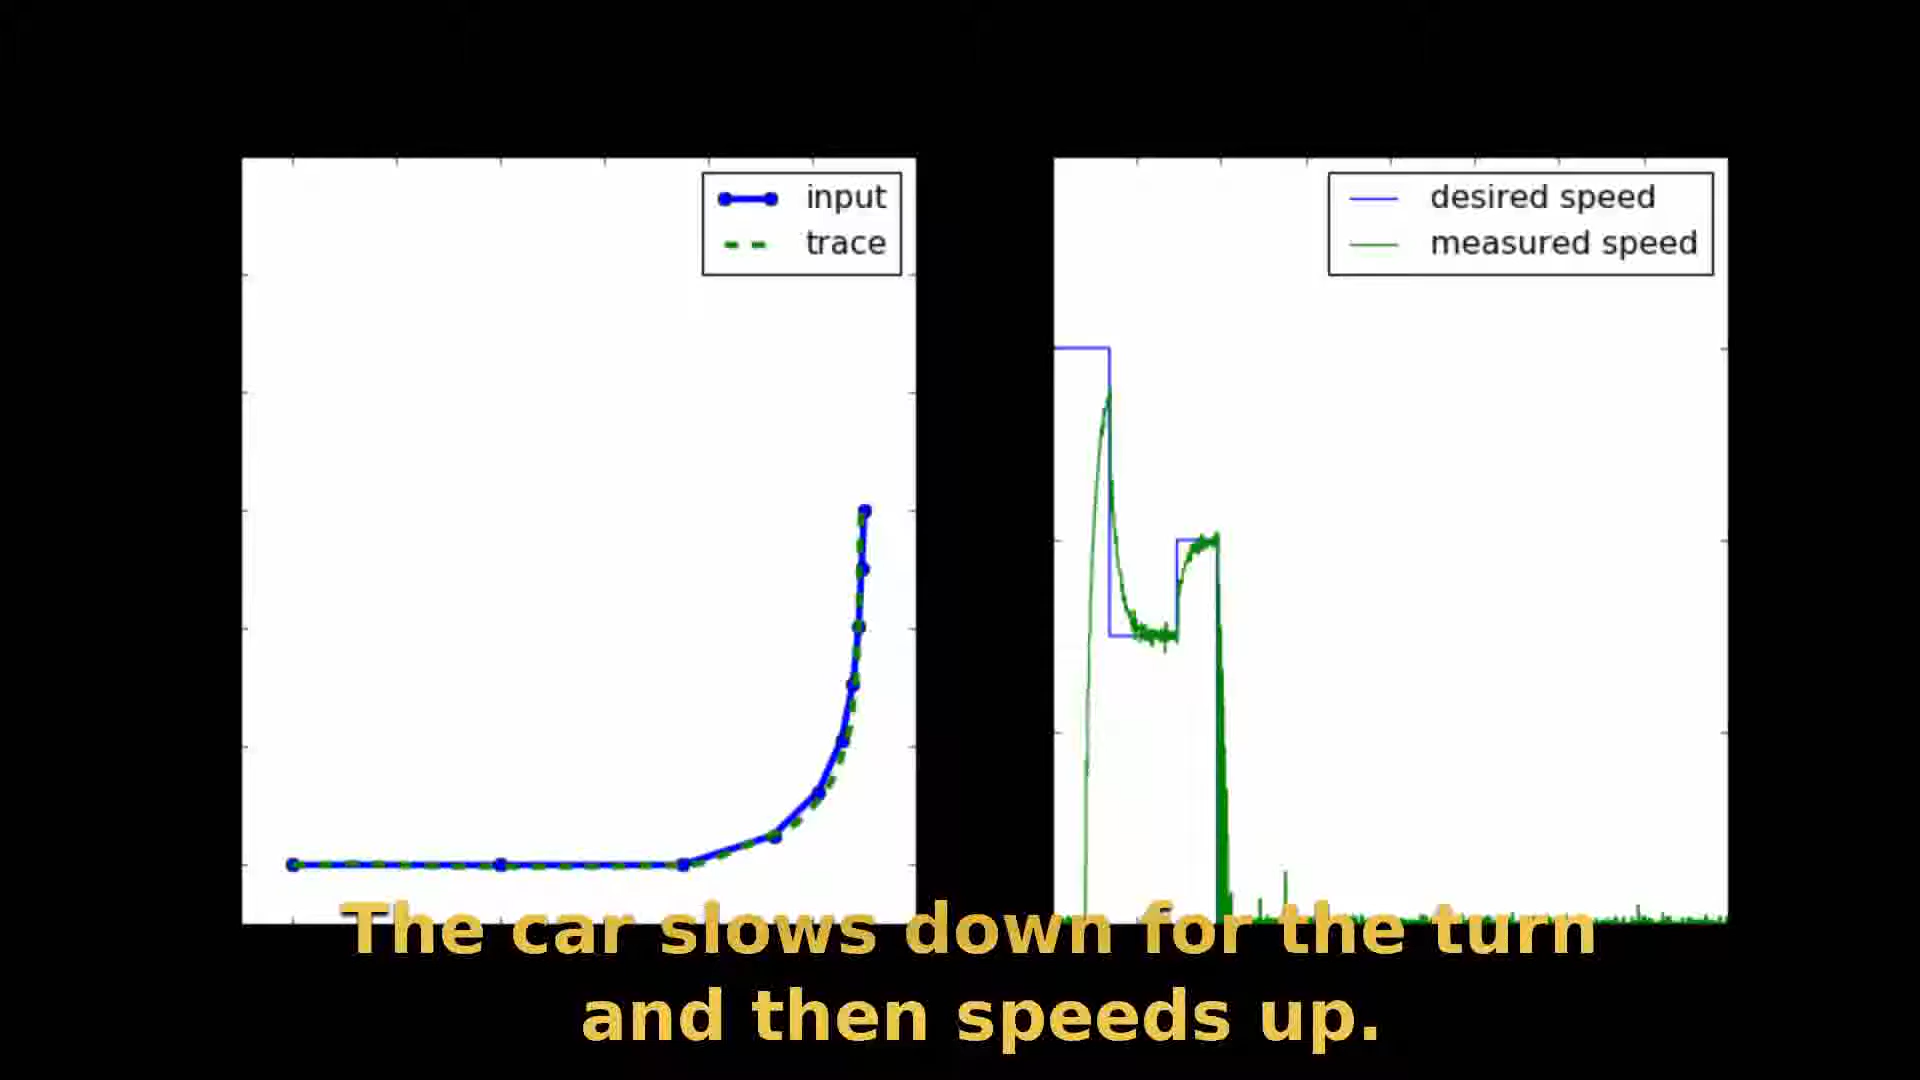 input
trace
desired speed
measured speed
The car slows down for the turn
and then speeds up.